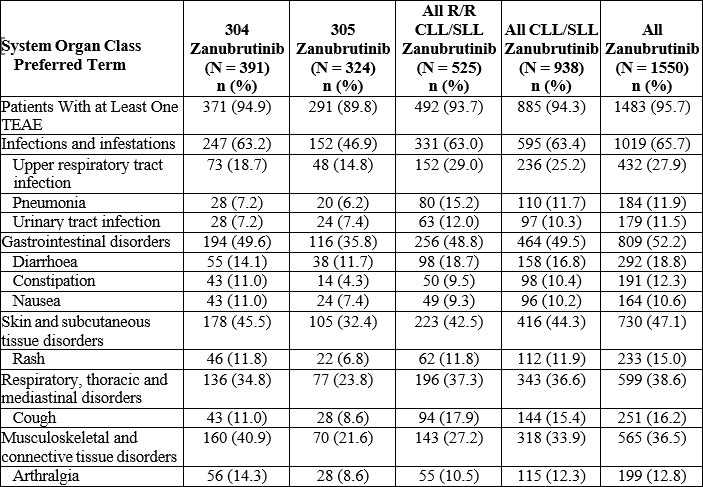 System Organ Class
Preferred Term
304
Zanubrutinib
(N = 391)
n (%)
305
Zanubrutinib
(N = 324)
n (%)
All R/R
CLL/SLL
Zanubrutinib
(N = 525)
n (%)
All CLL/SLL
Zanubrutinib
(N = 938)
n (%)
All
Zanubrutinib
(N = 1550)
n (%)
Patients With at Least One TEAE 371 (94.9) 291 (89.8) 492 (93.7) 885 (94.3) 1483 (95.7)
Infections and infestations 247 (63.2) 152 (46.9) 331 (63.0) 595 (63.4) 1019 (65.7)
Upper respiratory tract infection 73 (18.7) 48 (14.8) 152 (29.0) 236 (25.2) 432 (27.9)
Pneumonia 28 (7.2) 20 (6.2) 80 (15.2) 110 (11.7) 184 (11.9)
Urinary tract infection 28 (7.2) 24 (7.4) 63 (12.0) 97 (10.3) 179 (11.5)
Gastrointestinal disorders 194 (49.6) 116 (35.8) 256 (48.8) 464 (49.5) 809 (52.2)
Diarrhoea 55 (14.1) 38 (11.7) 98 (18.7) 158 (16.8) 292 (18.8)
Constipation 43 (11.0) 14 (4.3) 50 (9.5) 98 (10.4) 191 (12.3)
Nausea 43 (11.0) 24 (7.4) 49 (9.3) 96 (10.2) 164 (10.6)
Skin and subcutaneous tissue disorders 178 (45.5) 105 (32.4) 223 (42.5) 416 (44.3) 730 (47.1)
Rash 46 (11.8) 22 (6.8) 62 (11.8) 112 (11.9) 233 (15.0)
Respiratory, thoracic and mediastinal disorders 136 (34.8) 77 (23.8) 196 (37.3) 343 (36.6) 599 (38.6)
Cough 43 (11.0) 28 (8.6) 94 (17.9) 144 (15.4) 251 (16.2)
Musculoskeletal and connective tissue disorders 160 (40.9) 70 (21.6) 143 (27.2) 318 (33.9) 565 (36.5)
Arthralgia 56 (14.3) 28 (8.6) 55 (10.5) 115 (12.3) 199 (12.8)